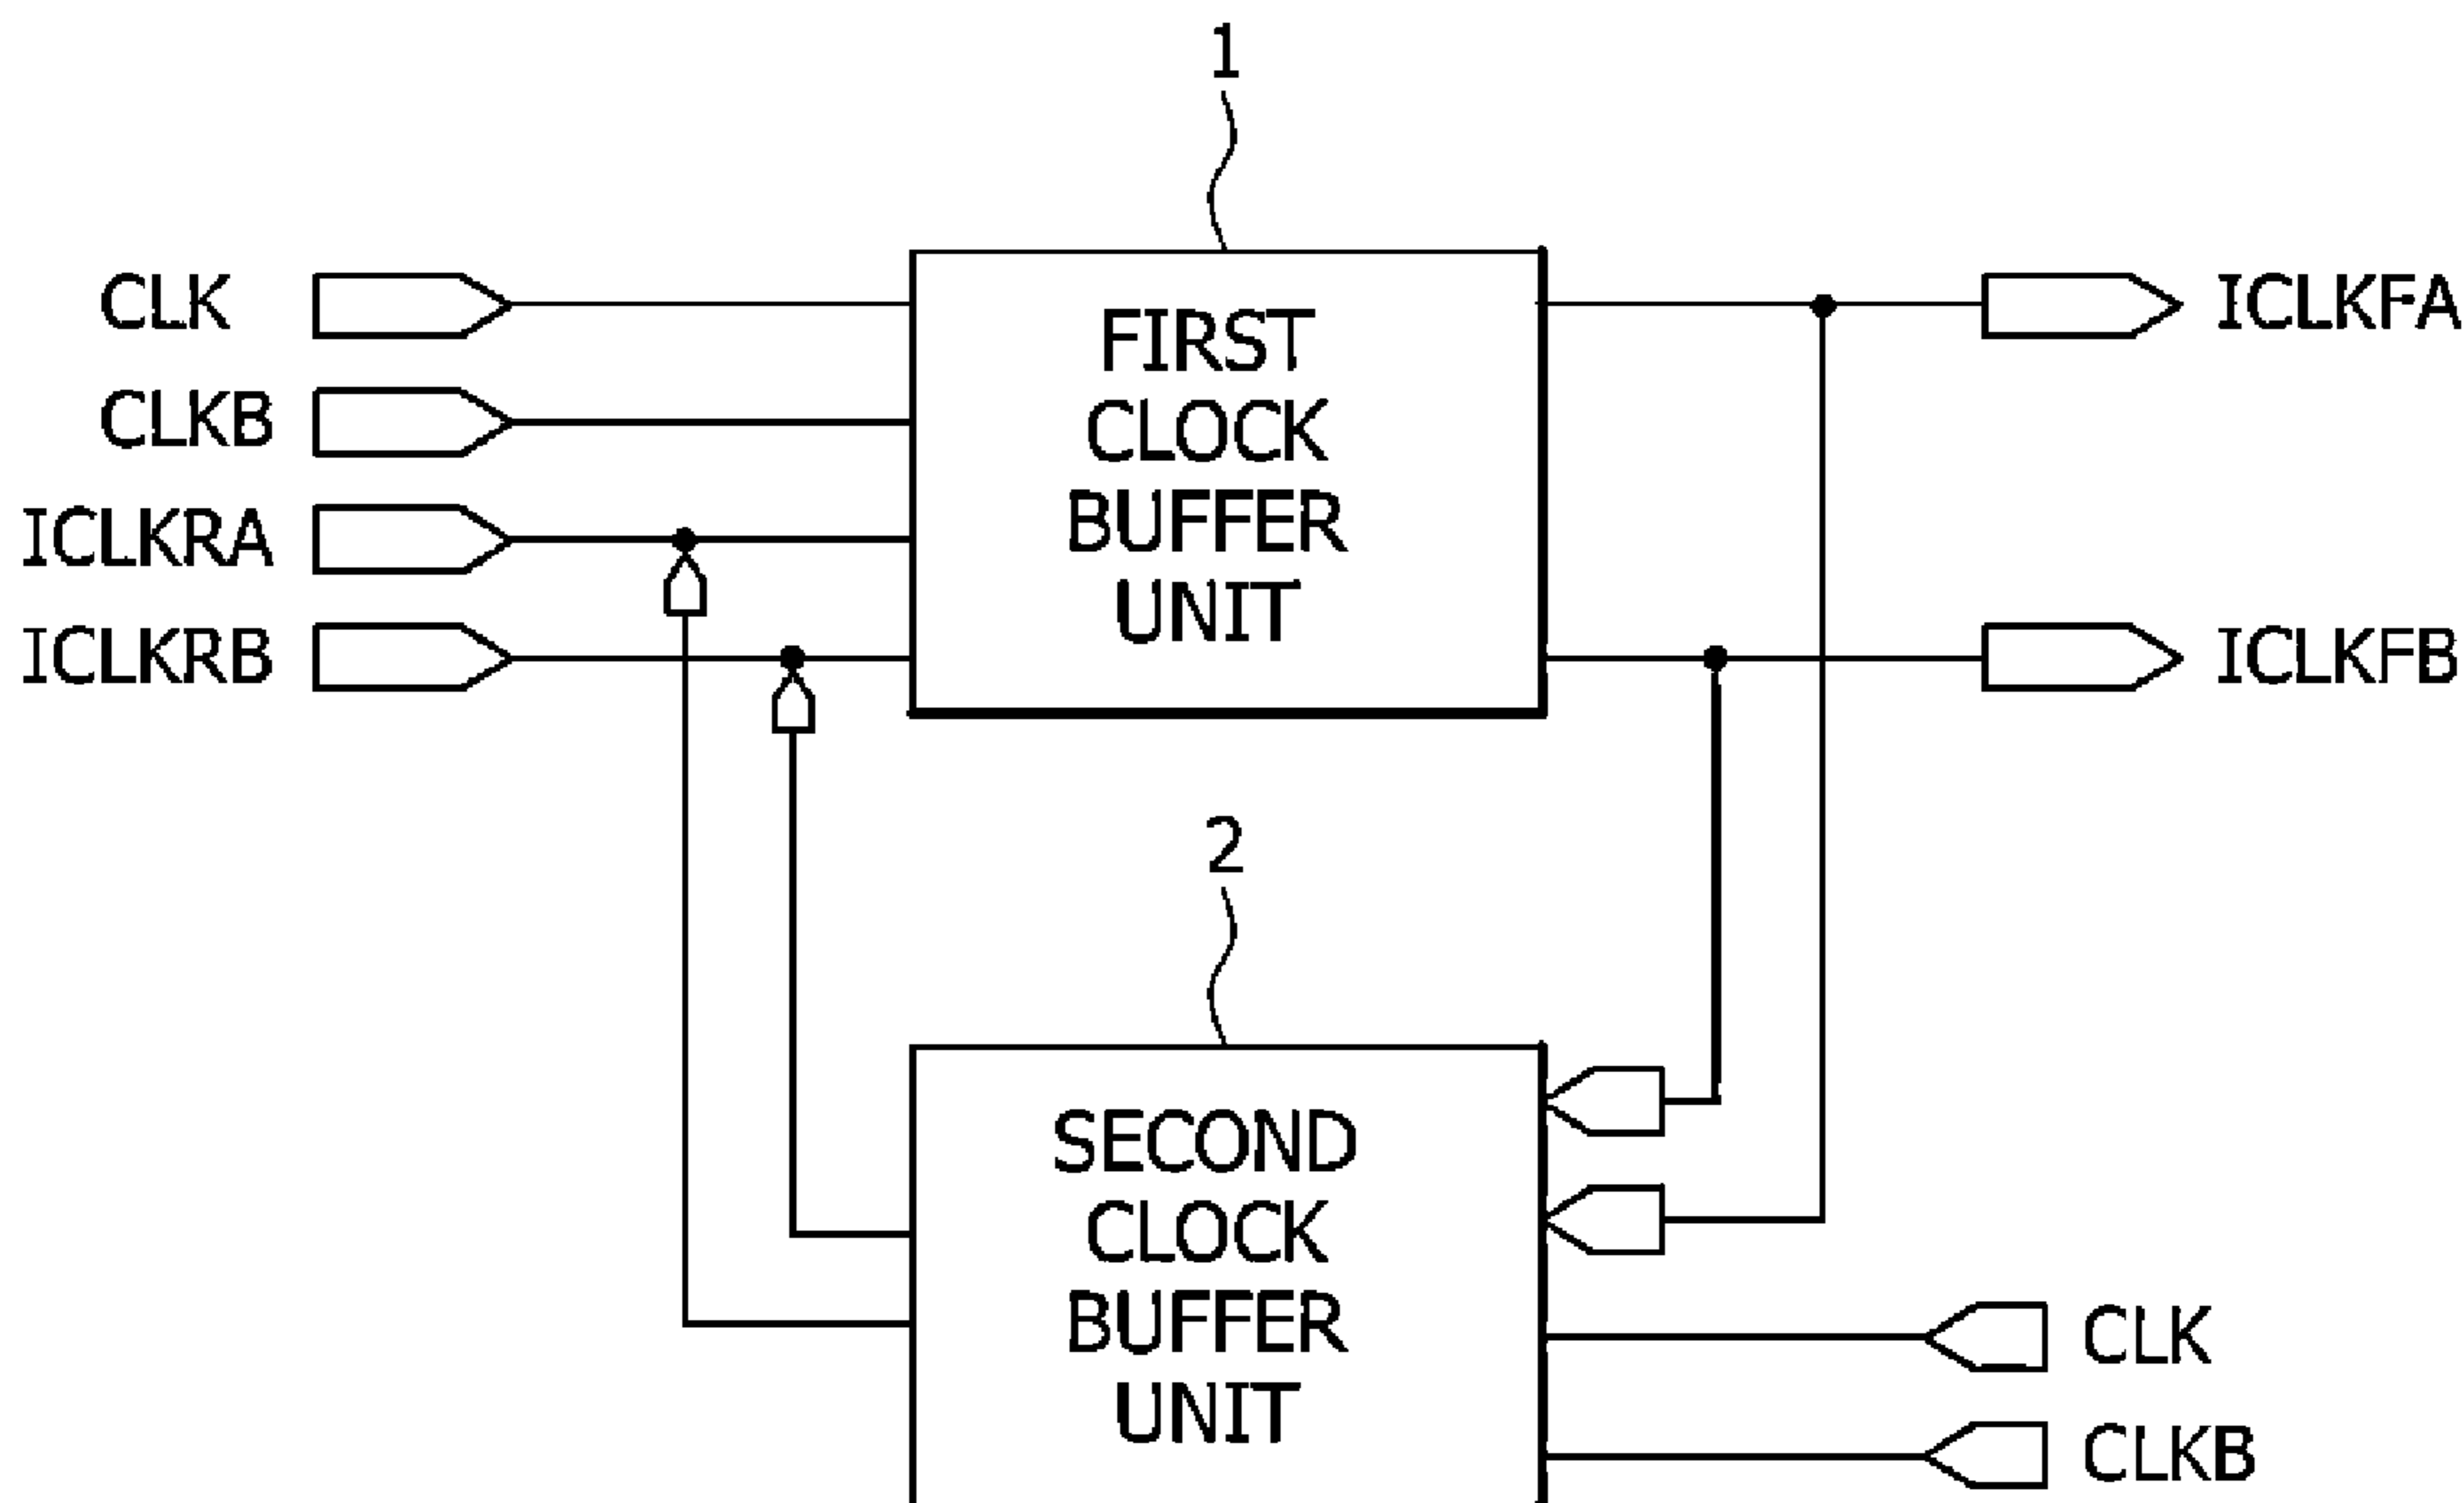 1
CLK
CLKB
ICLKRA
ICLKRB
FIRST
CLOCK
BUFFER
UNIT
ICLKFA
ICLKFB
2
SECOND
CLOCK
BUFFER
UNIT
CLK
CLKB